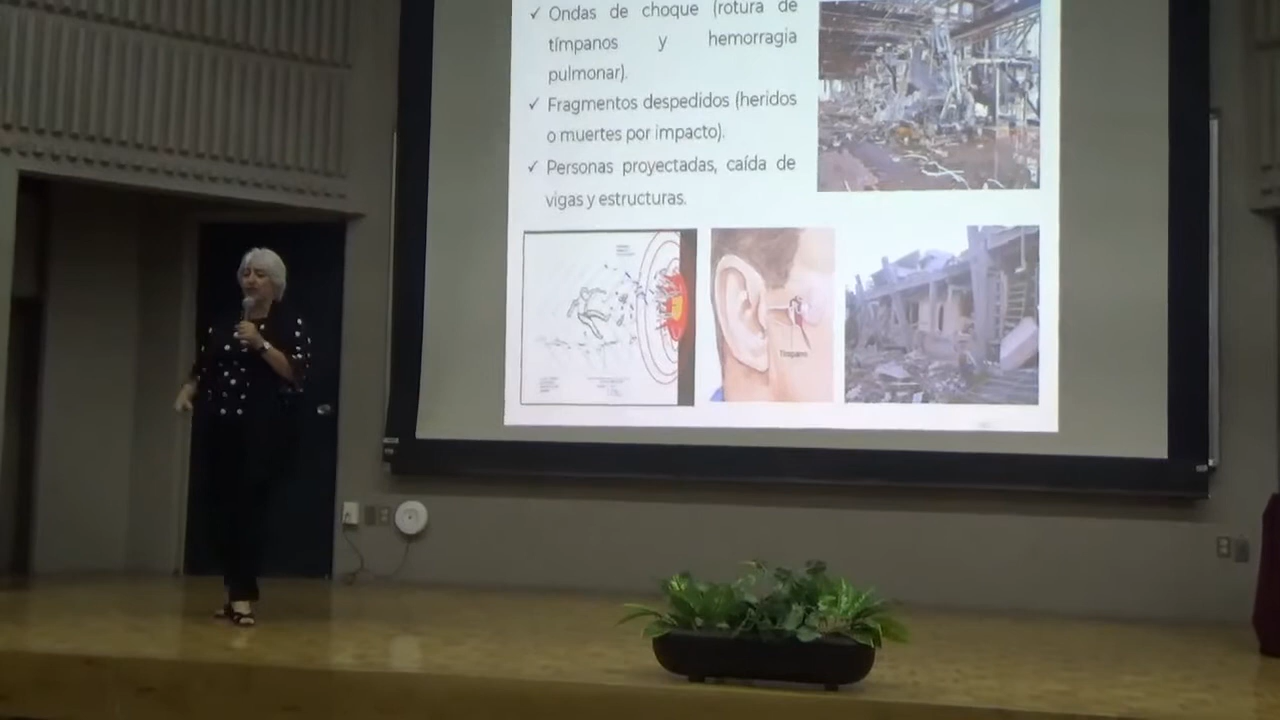 ✓ Ondas de choque (rotura de
tímpanos y hemorragia
pulmonar).
✓ Fragmentos despedidos (heridos
o muertes por impacto).
✓ Personas proyectadas, caída de
vigas y estructuras.
Tímpano